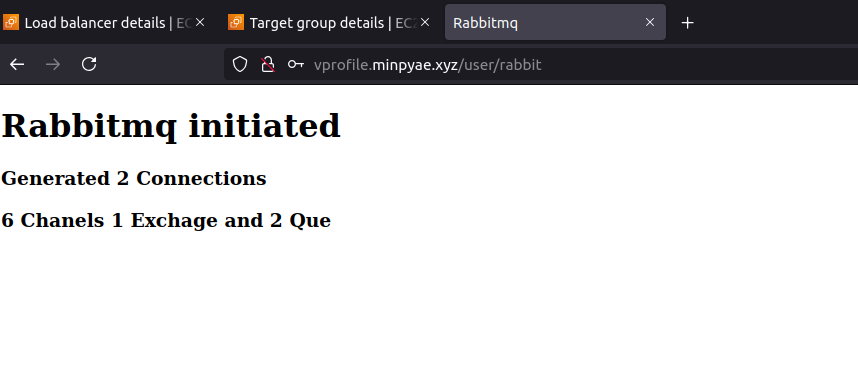 Load balancer details | EC
Target group details | EC2
Rabbitmq
vprofile.minpyae.xyz/user/rabbit
Rabbitmq initiated
Generated 2 Connections
6 Chanels 1 Exchage and 2 Que